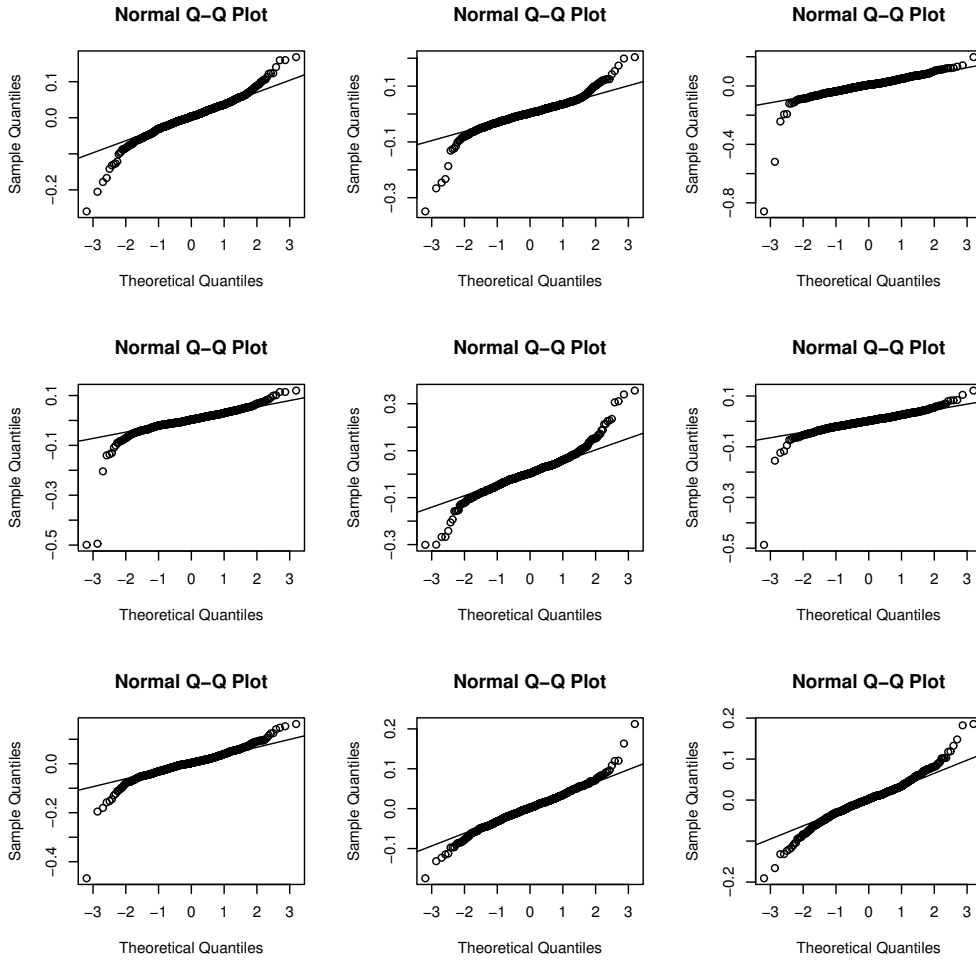 Normal Q−Q Plot Normal Q−Q Plot Normal Q−Q Plot
Sample Quantiles Sample Quantiles Sample Quantiles
0.1 0.0 −0.2
0.1 −0.1 −0.3
0.0 −0.4 −0.8
−3 −2 −1 0 1 2 3 −3 −2 −1 0 1 2 3 −3 −2 −1 0 1 2 3
Theoretical Quantiles Theoretical Quantiles Theoretical Quantiles
Normal Q−Q Plot Normal Q−Q Plot Normal Q−Q Plot
Sample Quantiles Sample Quantiles Sample Quantiles
0.1 −0.1 −0.3 −0.5
0.3 0.1 −0.1 −0.3
0.1 −0.1 −0.3 −0.5
−3 −2 −1 0 1 2 3 −3 −2 −1 0 1 2 3 −3 −2 −1 0 1 2 3
Theoretical Quantiles Theoretical Quantiles Theoretical Quantiles
Normal Q−Q Plot Normal Q−Q Plot Normal Q−Q Plot
Sample Quantiles Sample Quantiles Sample Quantiles
0.0 −0.2 −0.4
0.2 0.1 0.0 −0.1
0.2 0.1 0.0 −0.2
−3 −2 −1 0 1 2 3 −3 −2 −1 0 1 2 3 −3 −2 −1 0 1 2 3
Theoretical Quantiles Theoretical Quantiles Theoretical Quantiles